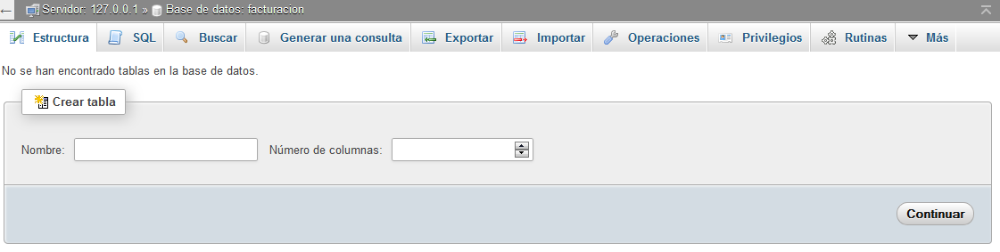 Servidor: 127.0.0.1 » Base de datos: facturacion
Estructura SQL Buscar Generar una consulta Exportar Importar Operaciones Privilegios Rutinas Más
No se han encontrado tablas en la base de datos.
Crear tabla
Nombre: Número de columnas:
Continuar